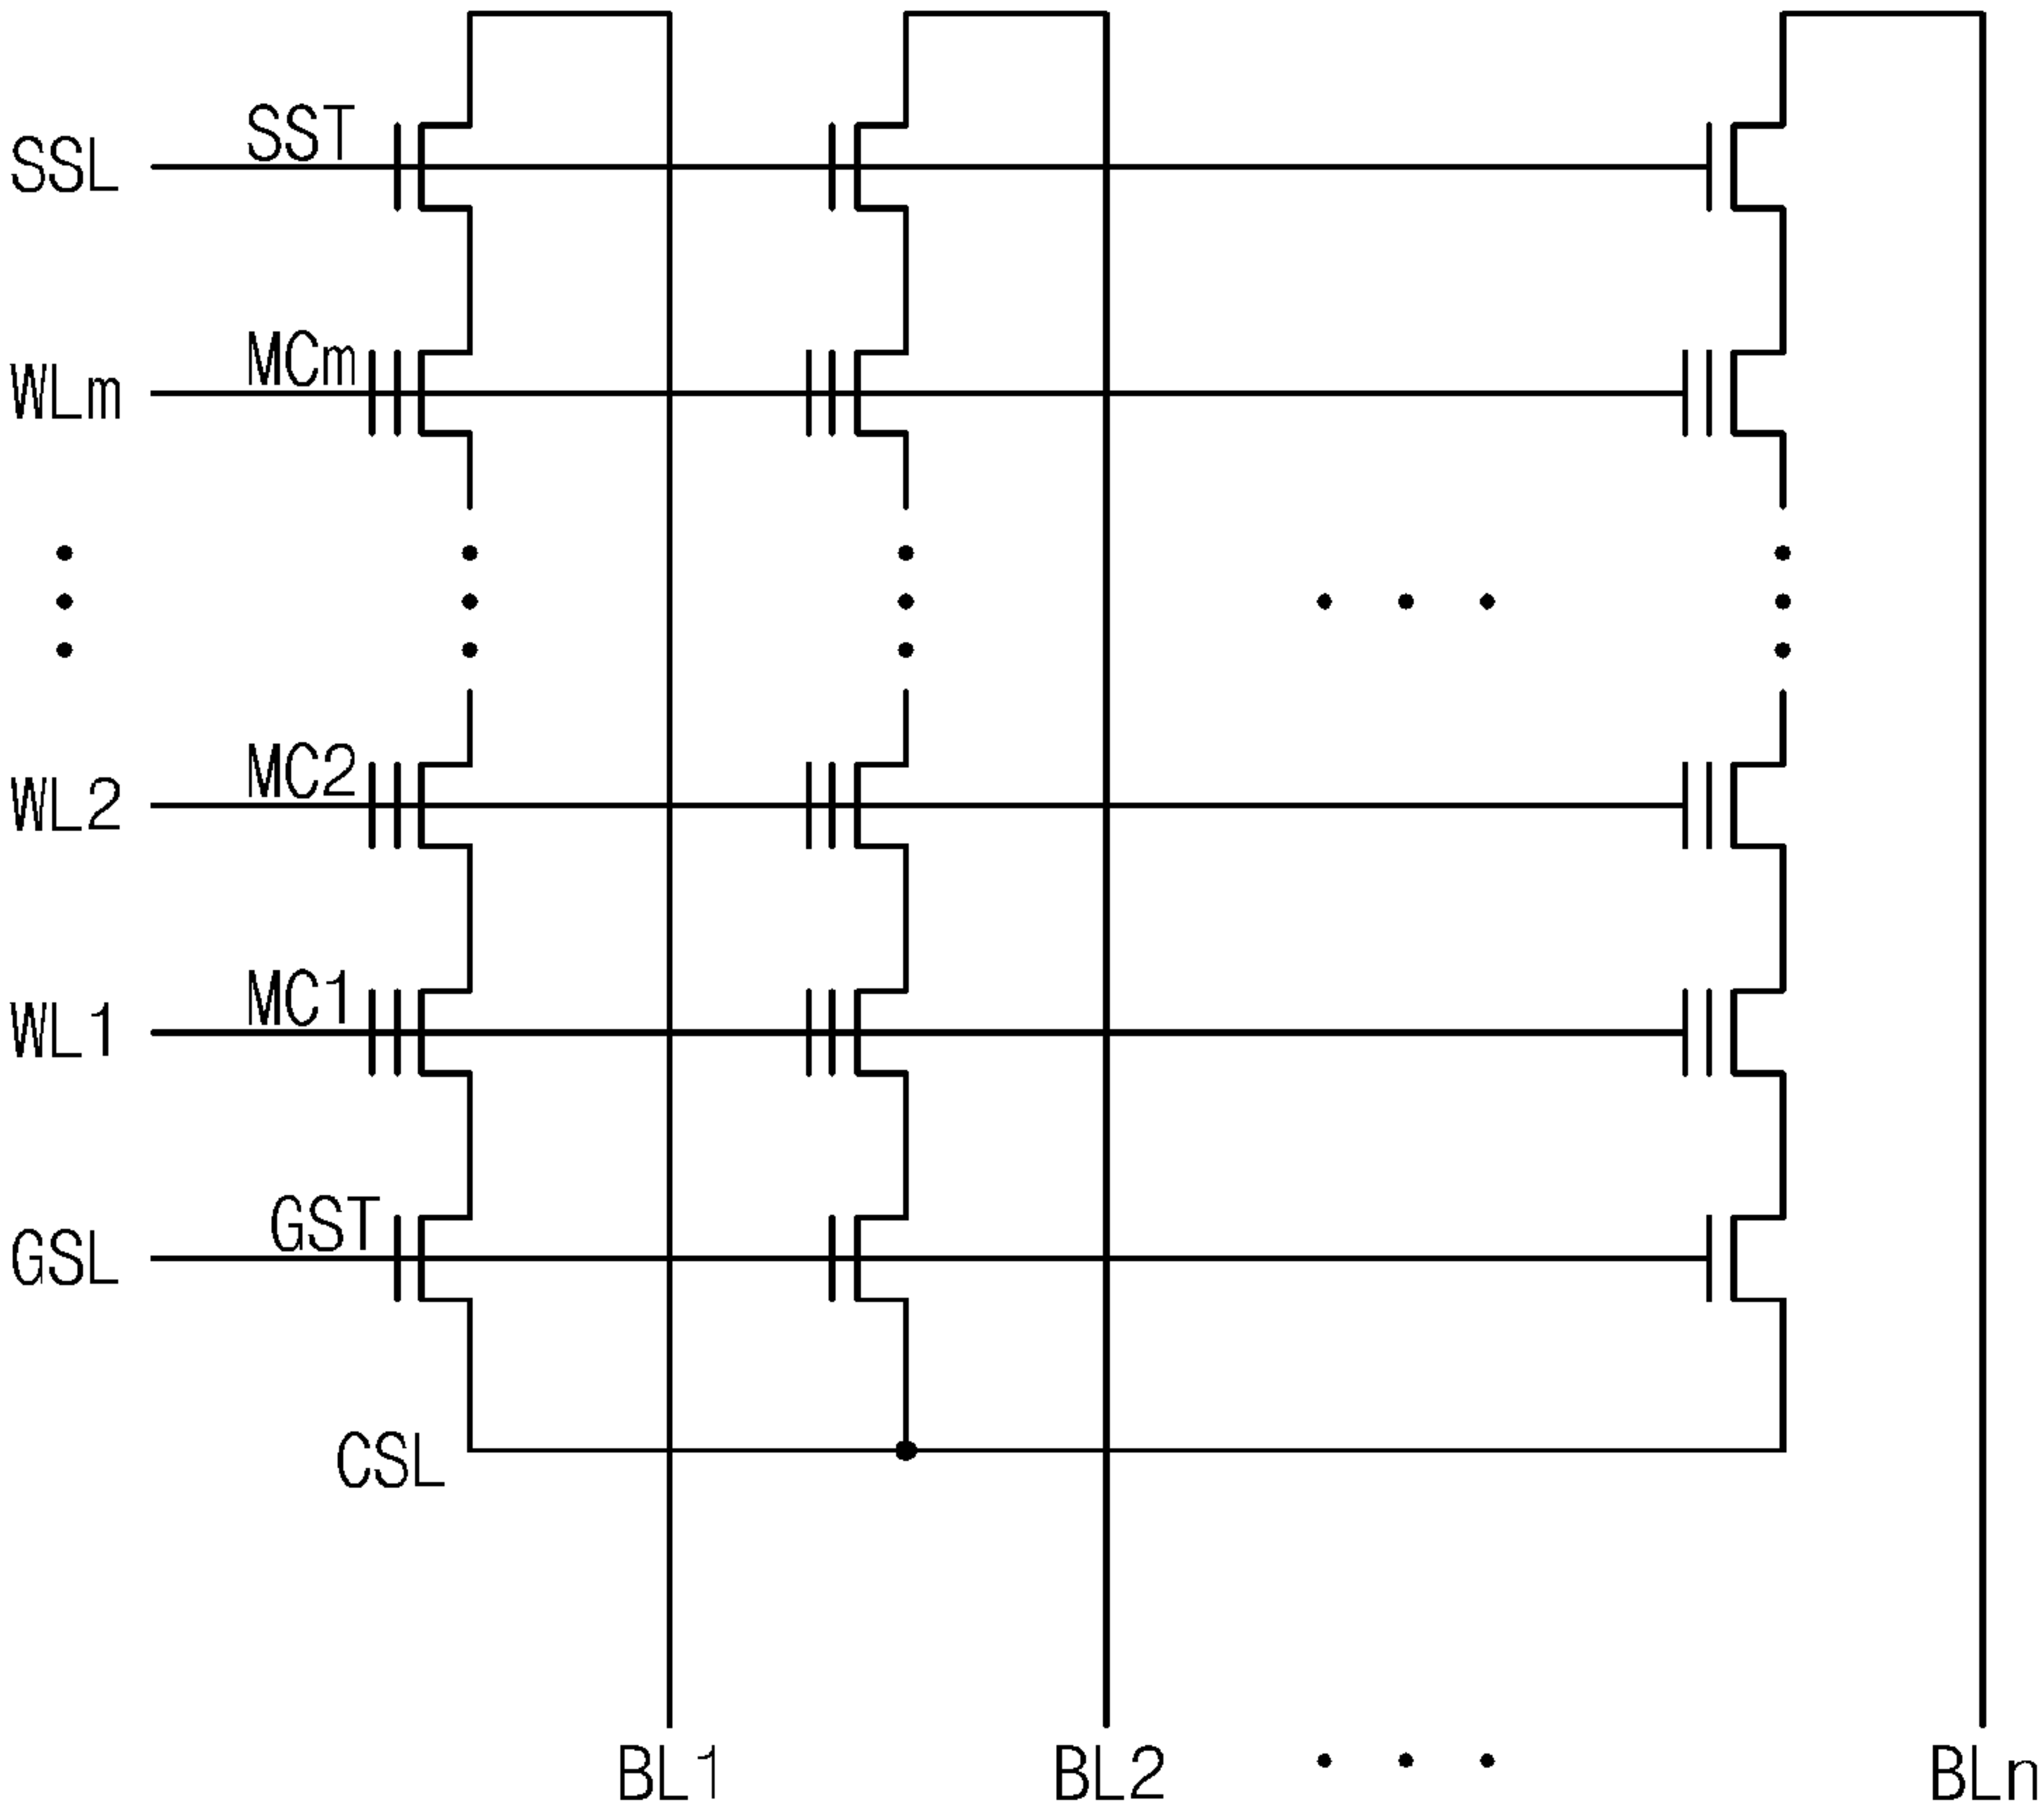 SST
SSL
MCm
WLm
MC2
WL2
MC1
WL1
GST
GSL
CSL
BL1 BL2 BLn